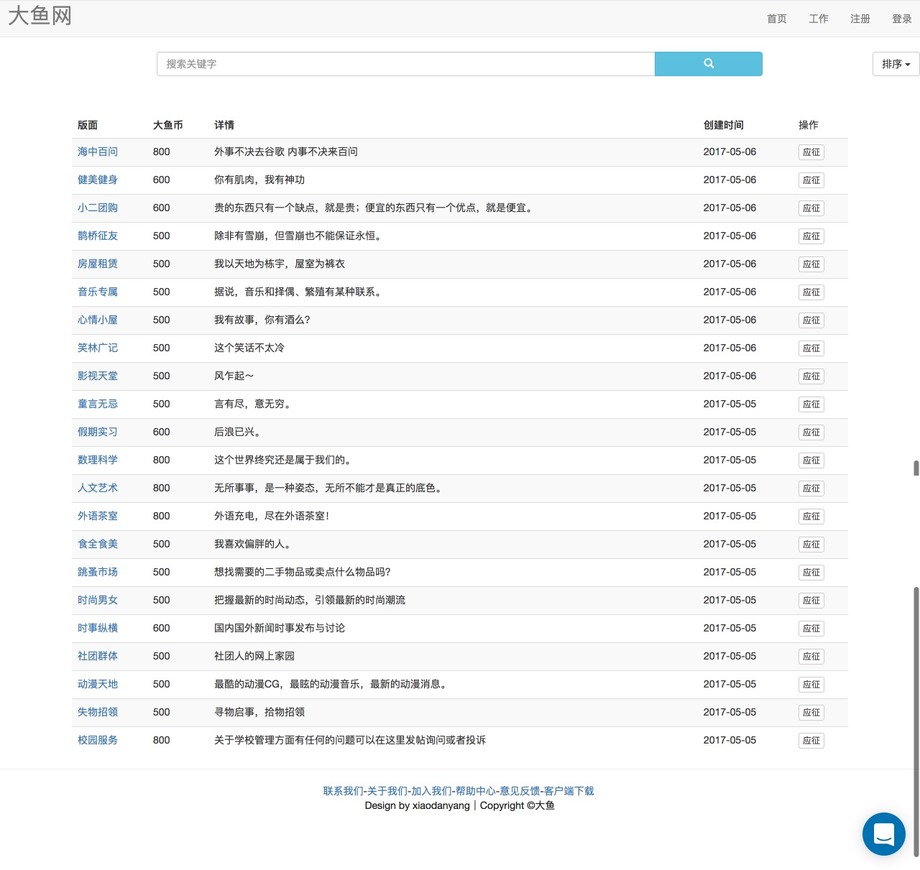 大鱼网
首页 工作 注册 登录
搜索关键字
排序
版面 大鱼币 详情 创建时间 操作
海中百问 800 外事不决去谷歌 内事不决来百问 2017-05-06 应征
健美健身 600 你有肌肉，我有神功 2017-05-06 应征
小二团购 600 贵的东西只有一个缺点，就是贵；便宜的东西只有一个优点，就是便宜。 2017-05-06 应征
鹊桥征友 500 除非有雪崩，但雪崩也不能保证永恒。 2017-05-06 应征
房屋租赁 500 我以天地为栋宇，屋室为裤衣 2017-05-06 应征
音乐专属 500 据说，音乐和择偶、繁殖有某种联系。 2017-05-06 应征
心情小屋 500 我有故事，你有酒么？ 2017-05-06 应征
笑林广记 500 这个笑话不太冷 2017-05-06 应征
影视天堂 500 风乍起～ 2017-05-06 应征
童言无忌 500 言有尽，意无穷。 2017-05-05 应征
假期实习 600 后浪已兴。 2017-05-05 应征
数理科学 800 这个世界终究还是属于我们的。 2017-05-05 应征
人文艺术 800 无所事事，是一种姿态，无所不能才是真正的底色。 2017-05-05 应征
外语茶室 800 外语充电，尽在外语茶室！ 2017-05-05 应征
食全食美 500 我喜欢偏胖的人。 2017-05-05 应征
跳蚤市场 500 想找需要的二手物品或卖点什么物品吗？ 2017-05-05 应征
时尚男女 500 把握最新的时尚动态，引领最新的时尚潮流 2017-05-05 应征
时事纵横 600 国内国外新闻时事发布与讨论 2017-05-05 应征
社团群体 500 社团人的网上家园 2017-05-05 应征
动漫天地 500 最酷的动漫CG，最眩的动漫音乐，最新的动漫消息。 2017-05-05 应征
失物招领 500 寻物启事，拾物招领 2017-05-05 应征
校园服务 800 关于学校管理方面有任何的问题可以在这里发帖询问或者投诉 2017-05-05 应征
联系我们-关于我们-加入我们-帮助中心-意见反馈-客户端下载
Design by xiaodanyang｜Copyright ©大鱼